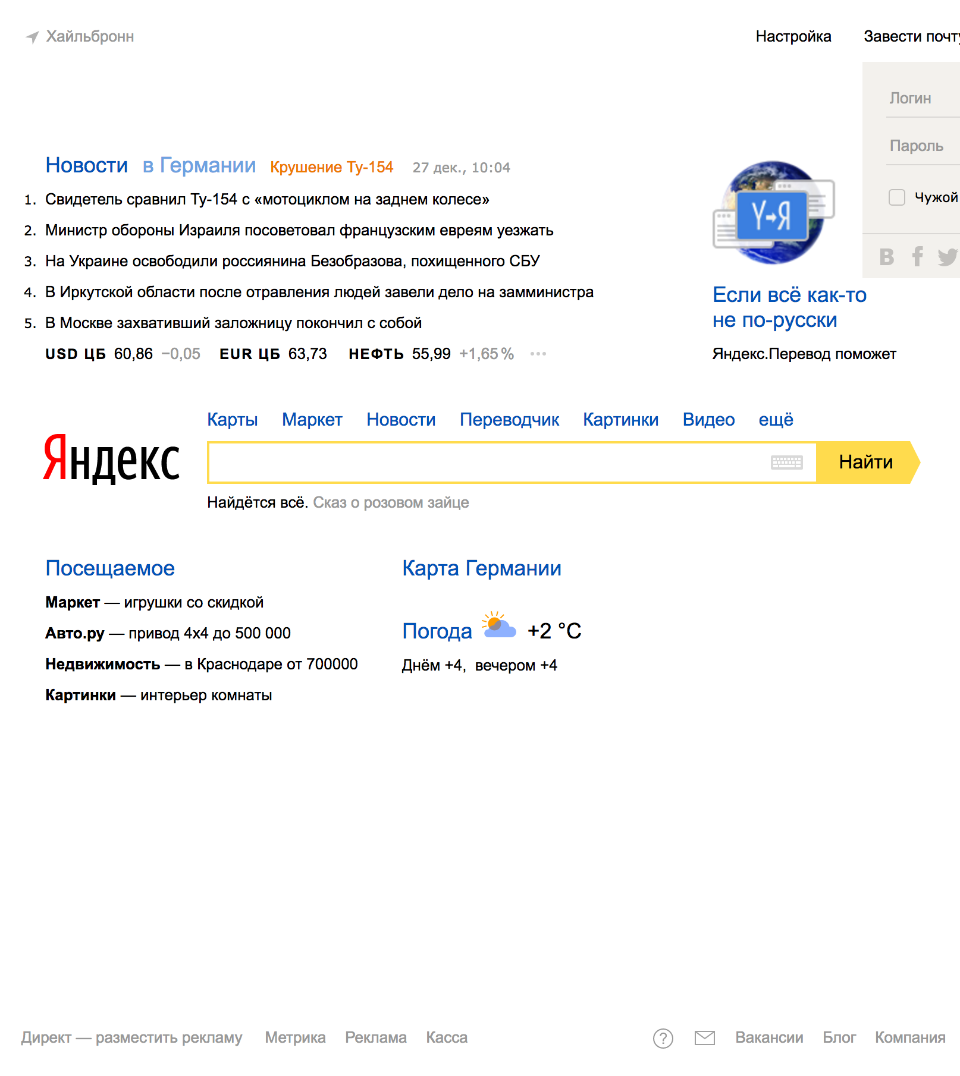 Хайльбронн
Настройка
Завести почту
Логин
Пароль
Чужой
Новости в Германии Крушение Ту-154 27 дек., 10:04
1. Свидетель сравнил Ту-154 с «мотоциклом на заднем колесе»
2. Министр обороны Израиля посоветовал французским евреям уезжать
3. На Украине освободили россиянина Безобразова, похищенного СБУ
4. В Иркутской области после отравления людей завели дело на замминистра
5. В Москве захвативший заложницу покончил с собой
USD ЦБ 60,86 −0,05 EUR ЦБ 63,73 НЕФТЬ 55,99 +1,65% •••
Y→Я
Если всё как-то
не по-русски
Яндекс.Перевод поможет
Карты Маркет Новости Переводчик Картинки Видео ещё
Яндекс
Найти
Найдётся всё. Сказ о розовом зайце
Посещаемое
Маркет — игрушки со скидкой
Авто.ру — привод 4x4 до 500 000
Недвижимость — в Краснодаре от 700000
Картинки — интерьер комнаты
Карта Германии
Погода +2 °C
Днём +4, вечером +4
Директ — разместить рекламу Метрика Реклама Касса ? Вакансии Блог Компания